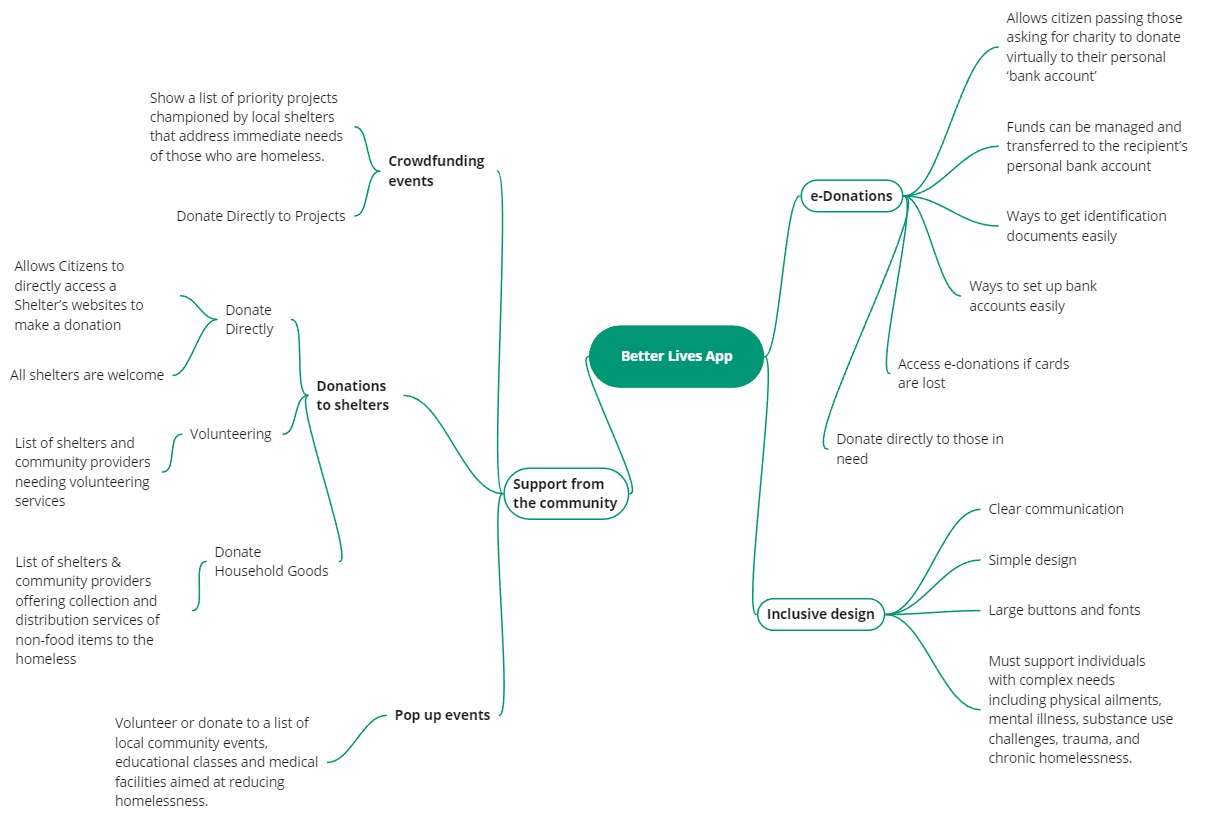 Better Lives App
e-Donations
Allows citizen passing those
asking for charity to donate
virtually to their personal
‘bank account’
Funds can be managed and
transferred to the recipient’s
personal bank account
Ways to get identification
documents easily
Ways to set up bank
accounts easily
Access e-donations if cards
are lost
Donate directly to those in
need
Inclusive design
Clear communication
Simple design
Large buttons and fonts
Must support individuals
with complex needs
including physical ailments,
mental illness, substance use
challenges, trauma, and
chronic homelessness.
Support from
the community
Crowdfunding
events
Show a list of priority projects
championed by local shelters
that address immediate needs
of those who are homeless.
Donate Directly to Projects
Donations
to shelters
Donate
Directly
Allows Citizens to
directly access a
Shelter’s websites to
make a donation
All shelters are welcome
Volunteering
List of shelters and
community providers
needing volunteering
services
Donate
Household Goods
List of shelters &
community providers
offering collection and
distribution services of
non-food items to the
homeless
Pop up events
Volunteer or donate to a list of
local community events,
educational classes and medical
facilities aimed at reducing
homelessness.